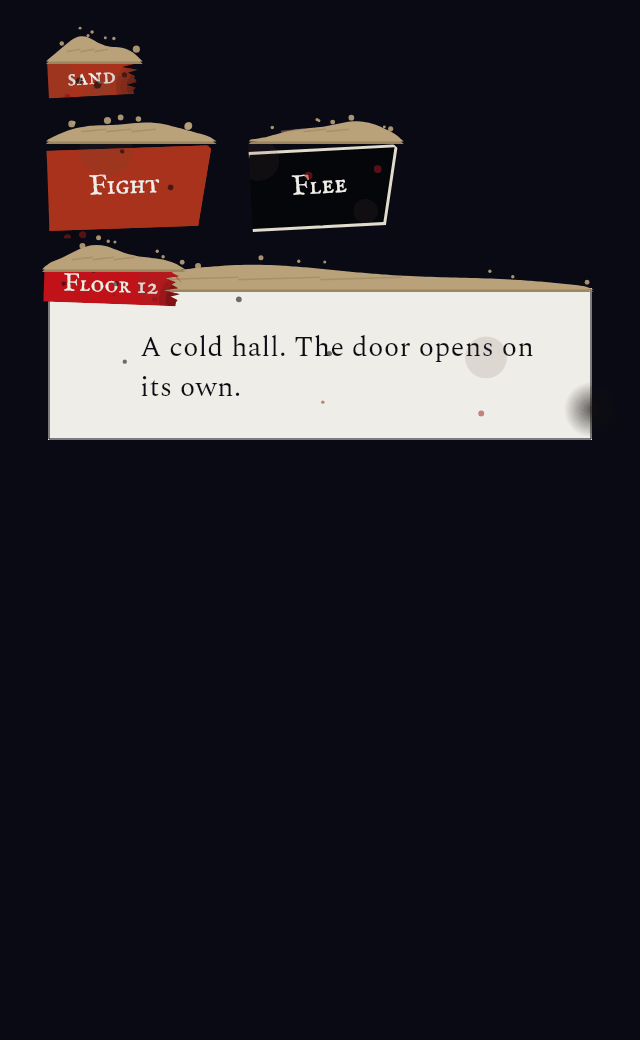 SAND
FIGHT
FLEE
FLOOR 12
A cold hall. The door opens on
its own.